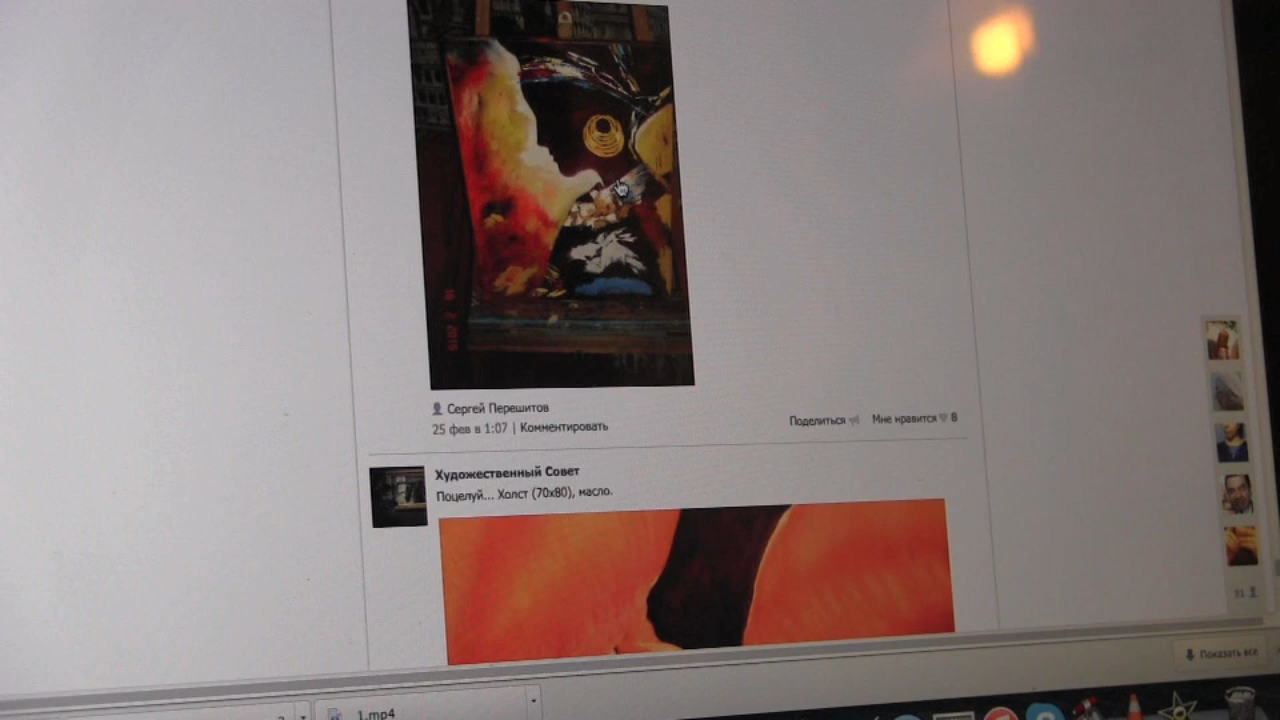 Сергей Перешитов
25 фев в 1:07 | Комментировать
Поделиться Мне нравится 8
Художественный Совет
Поцелуй... Холст (70х80), масло.
31
Показать все
1.mp4